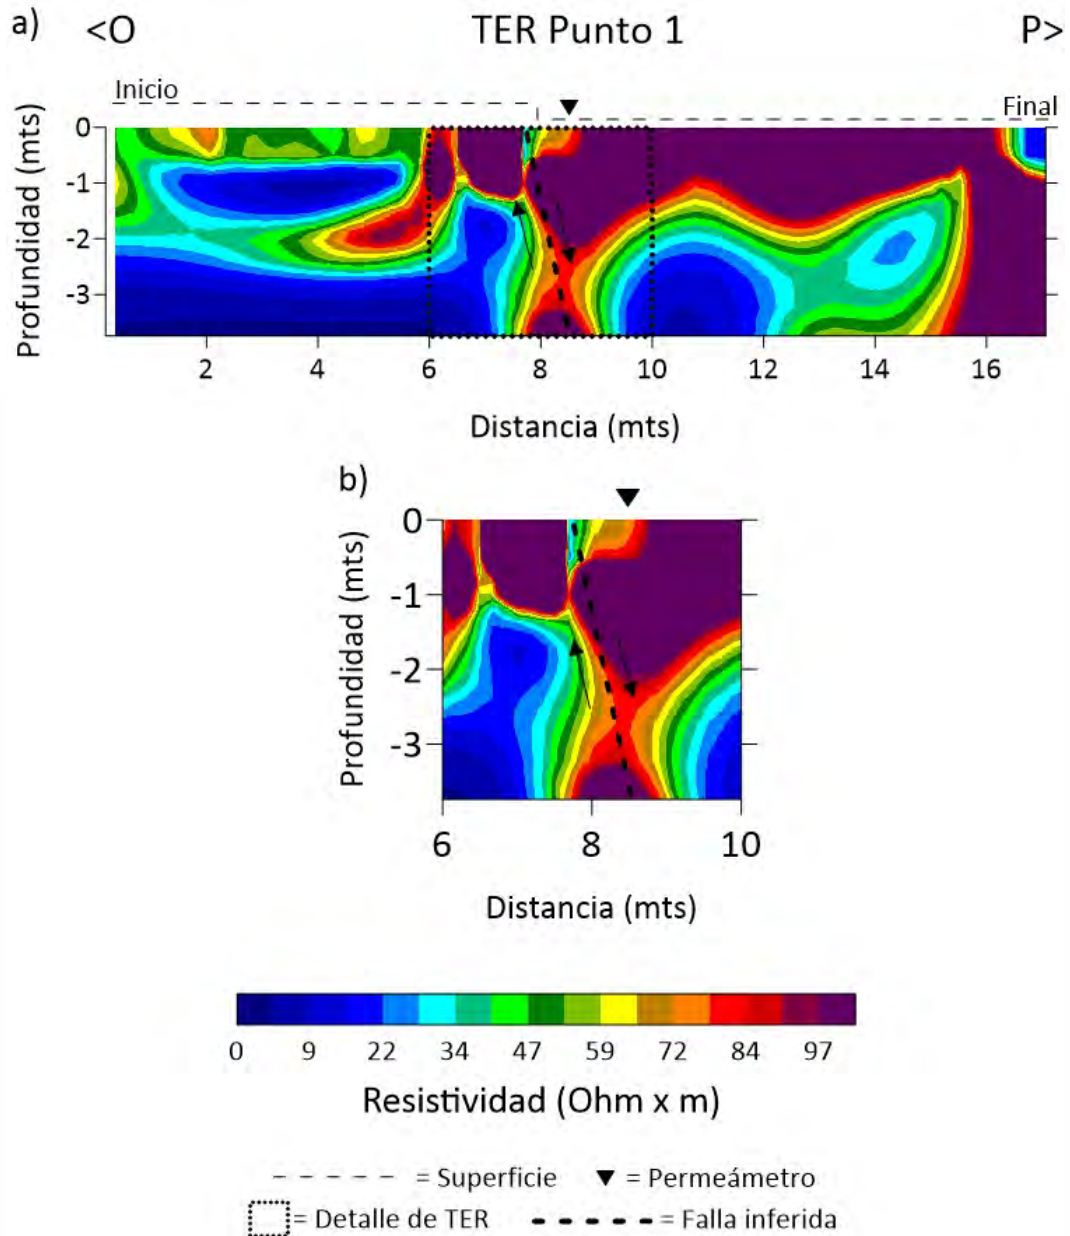 a) <O TER Punto 1 P>
Inicio
Final
Profundidad (mts)
0
-1
-2
-3
2 4 6 8 10 12 14 16
Distancia (mts)
b)
Profundidad (mts)
0
-1
-2
-3
6 8 10
Distancia (mts)
0 9 22 34 47 59 72 84 97
Resistividad (Ohm x m)
= Superficie = Permeámetro
= Detalle de TER = Falla inferida